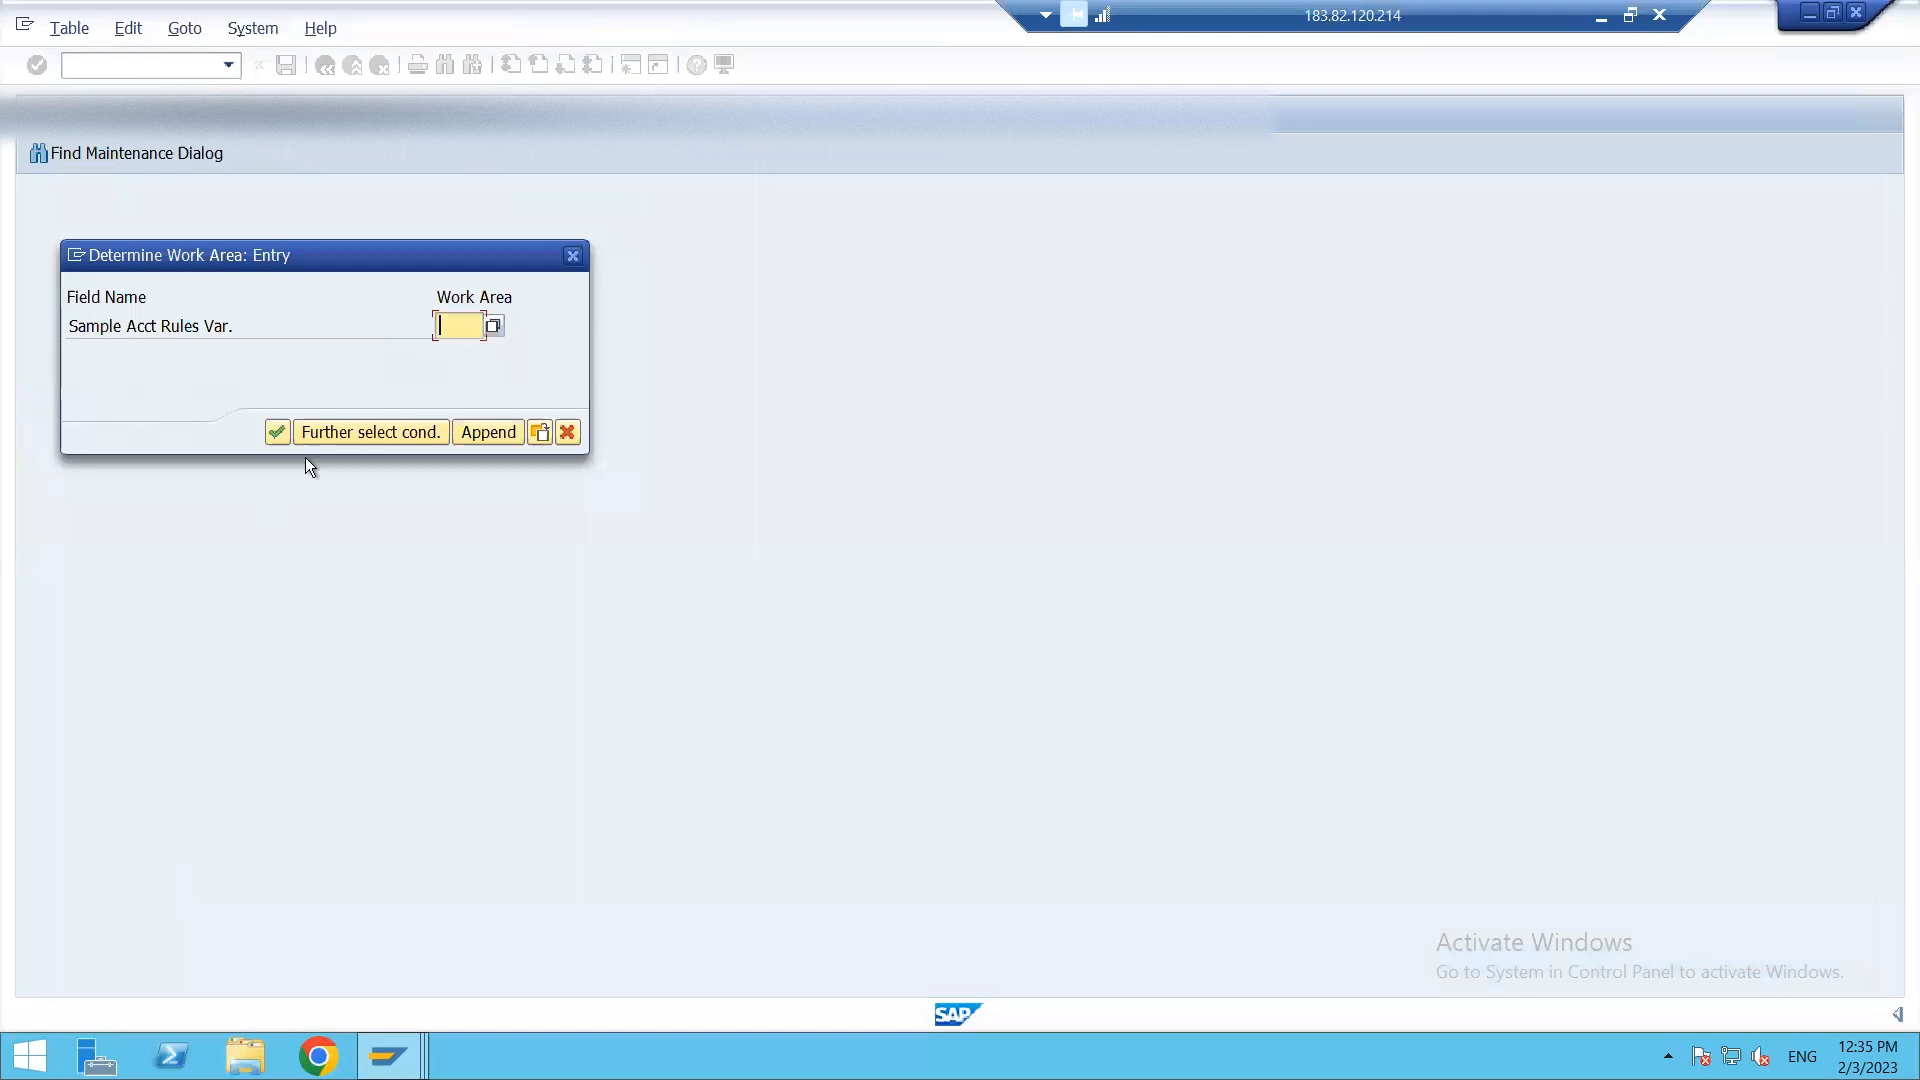 183.82.120.214
Table Edit Goto System Help
Find Maintenance Dialog
Determine Work Area: Entry
Field Name Work Area
Sample Acct Rules Var.
Further select cond. Append
Activate Windows
Go to System in Control Panel to activate Windows.
SAP
ENG 12:35 PM
2/3/2023